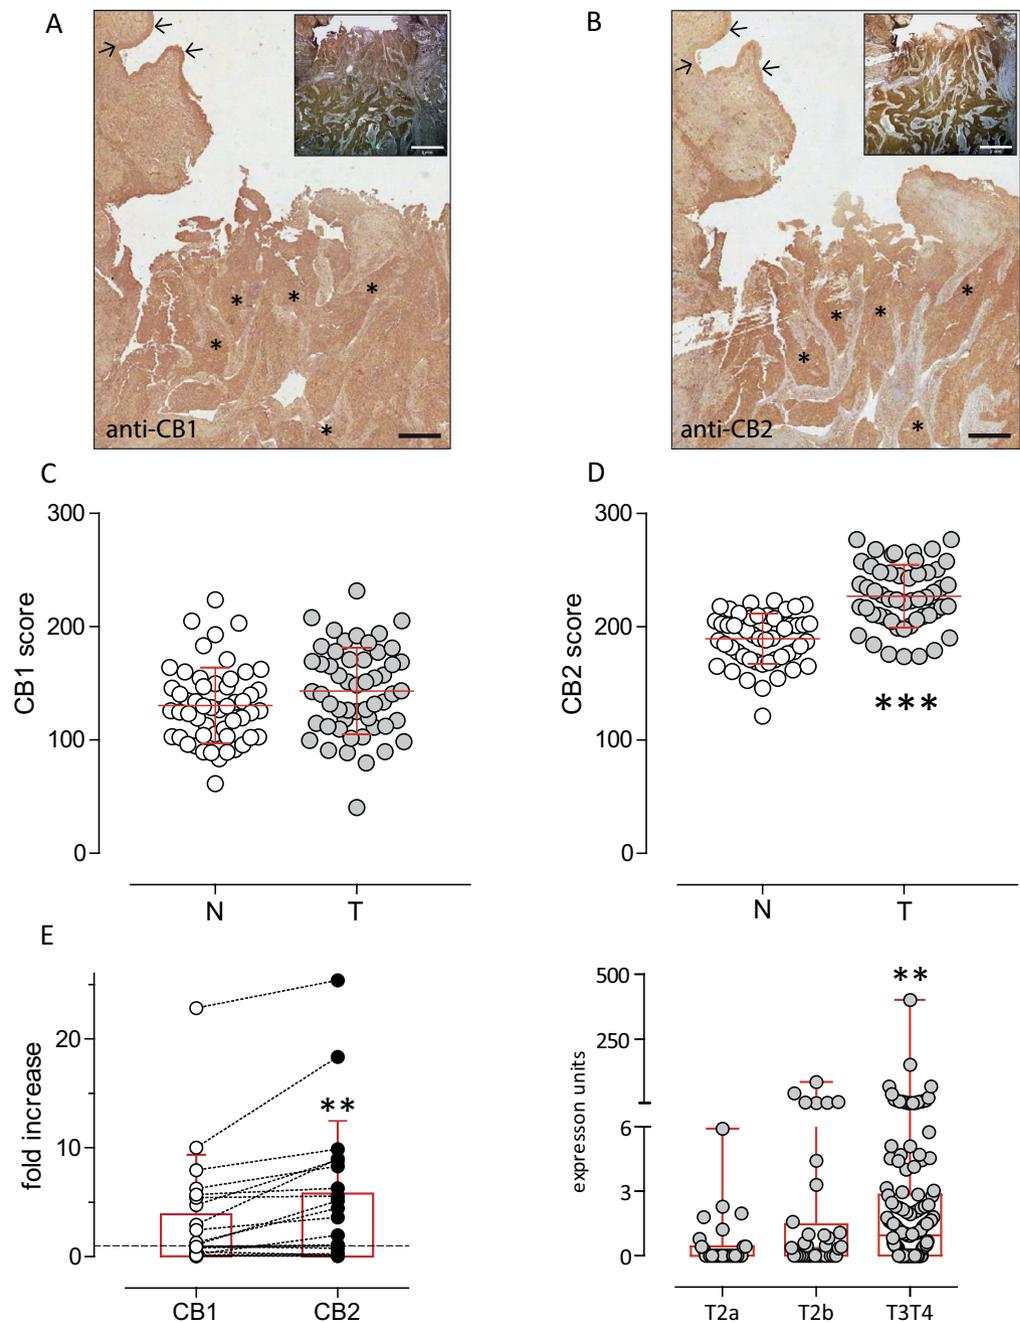 A
B
anti-CB1
anti-CB2
*
*
*
*
*
*
*
*
*
*
C
D
300
200
100
0
CB1 score
N
T
300
200
100
0
CB2 score
***
N
T
E
20
10
0
fold increase
**
CB1
CB2
500
250
6
3
0
expresson units
**
T2a
T2b
T3T4